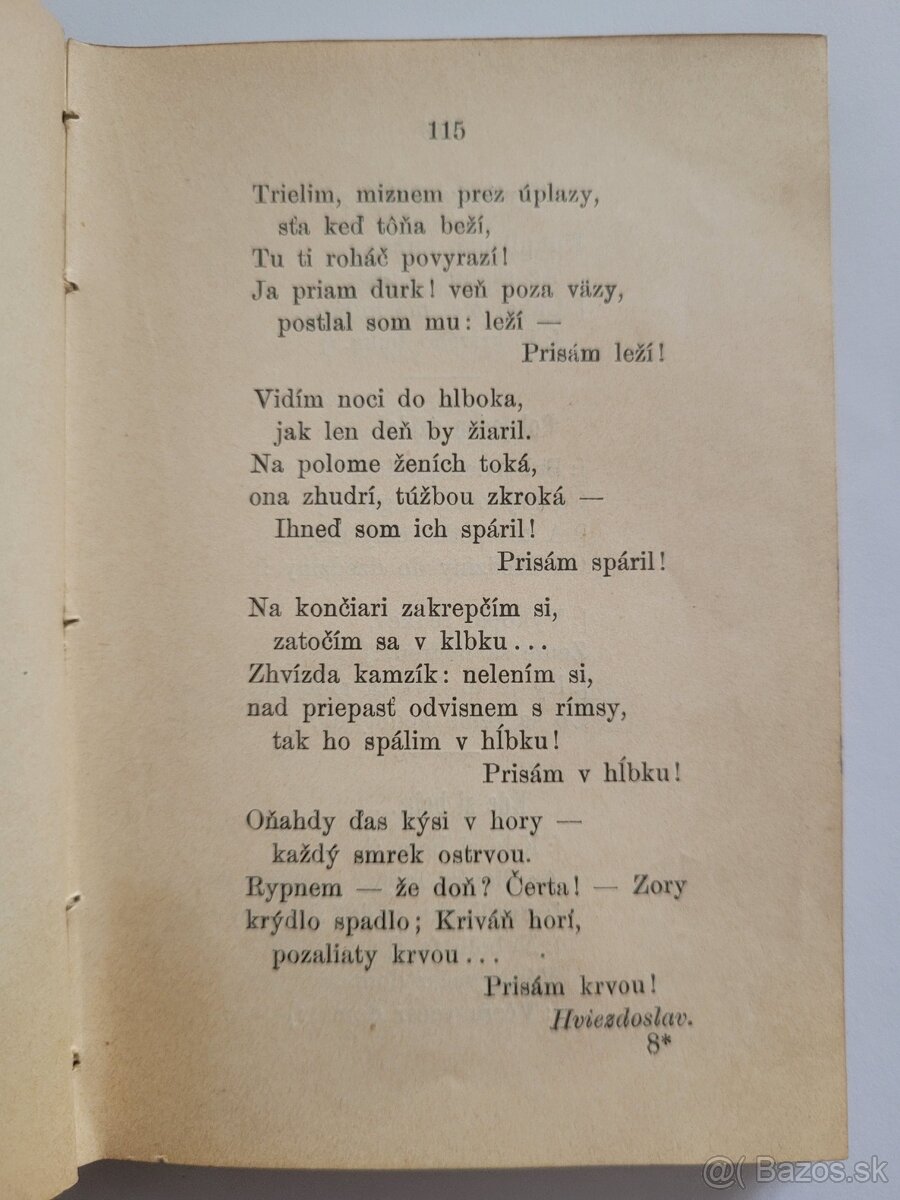 115
Trielim, miznem prez úplazy,
sťa keď tôňa beží,
Tu ti roháč povyrazí!
Ja priam durk! veň poza väzy,
postlal som mu: leží —
Prisám leží!
Vidím noci do hlboka,
jak len deň by žiaril.
Na polome ženích toká,
ona zhudrí, túžbou zkroká —
Ihneď som ich spáril!
Prisám spáril!
Na končiari zakrepčím si,
zatočím sa v klbku...
Zhvízda kamzík: nelením si,
nad priepasť odvisnem s rímsy,
tak ho spálim v hĺbku!
Prisám v hĺbku!
Oňahdy ďas kýsi v hory —
každý smrek ostrvou.
Rypnem — že doň? Čerta! — Zory
krýdlo spadlo; Kriváň horí,
pozaliaty krvou...
Prisám krvou!
Hviezdoslav.
8*
@( Bazos.sk